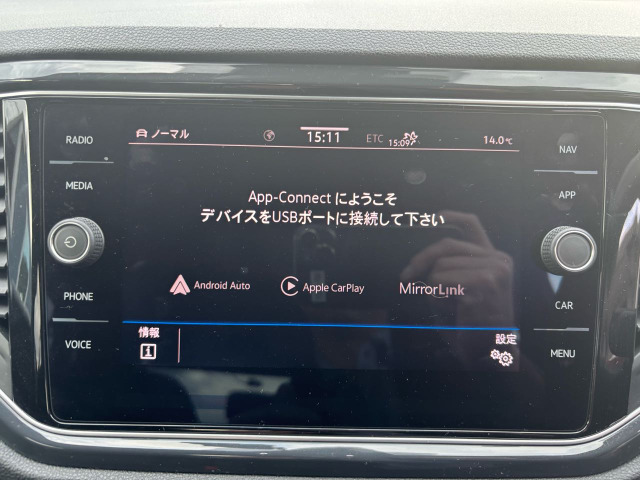 RADIO
MEDIA
PHONE
VOICE
ノーマル
15:11
ETC 15:09
14.0℃
App-Connect にようこそ
デバイスをUSBポートに接続して下さい
Android Auto
Apple CarPlay
MirrorLink
情報
設定
NAV
APP
CAR
MENU